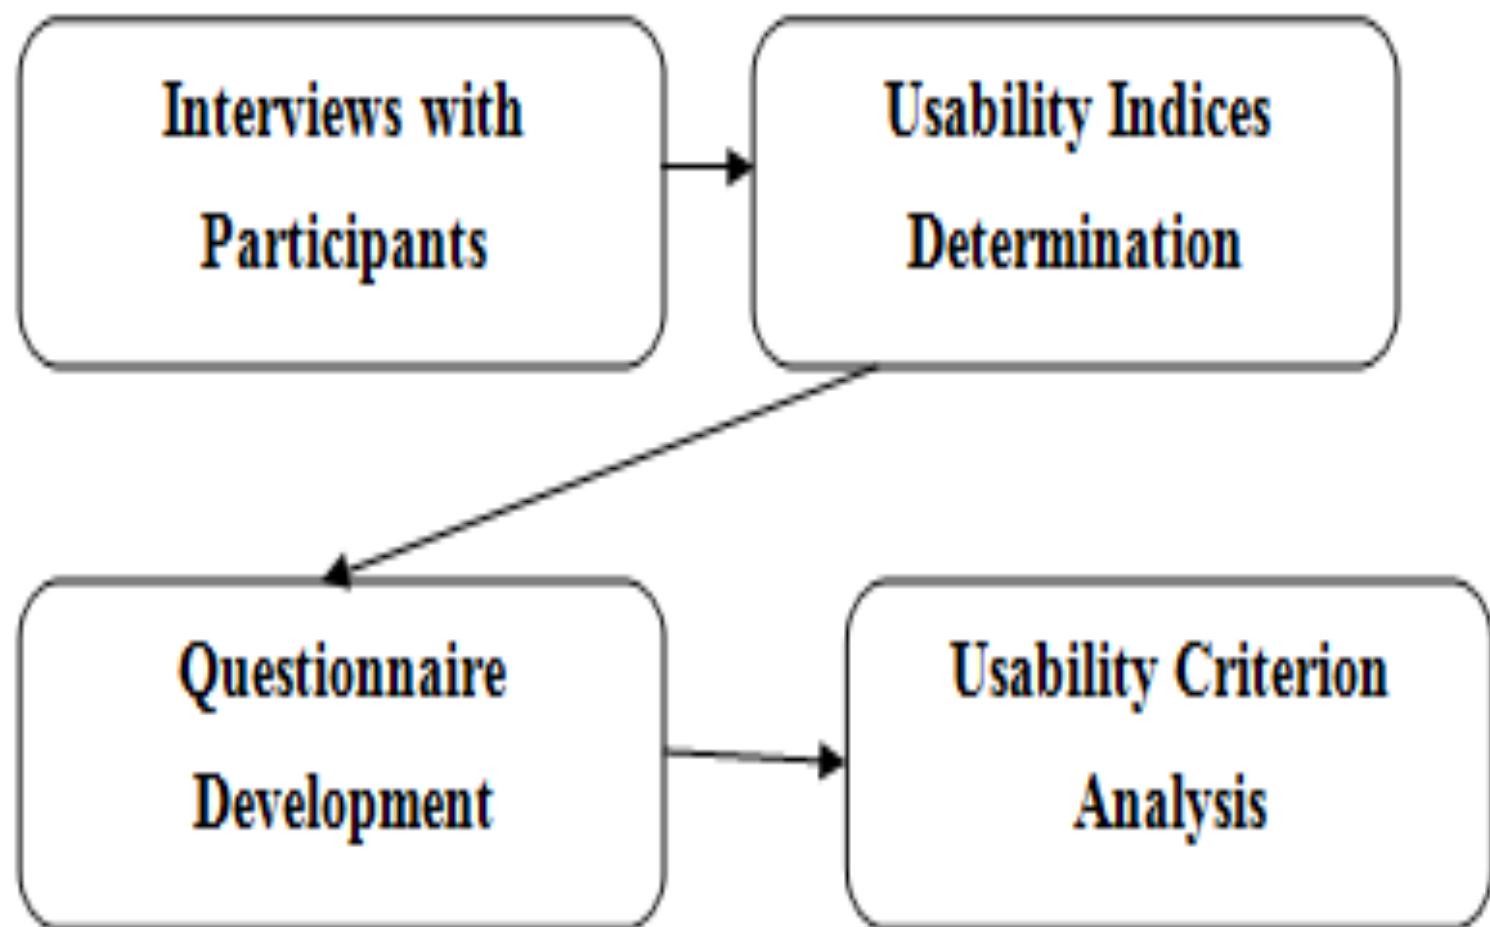 Interviews with
Participants
Usability Indices
Determination
Questionnaire
Development
Usability Criterion
Analysis